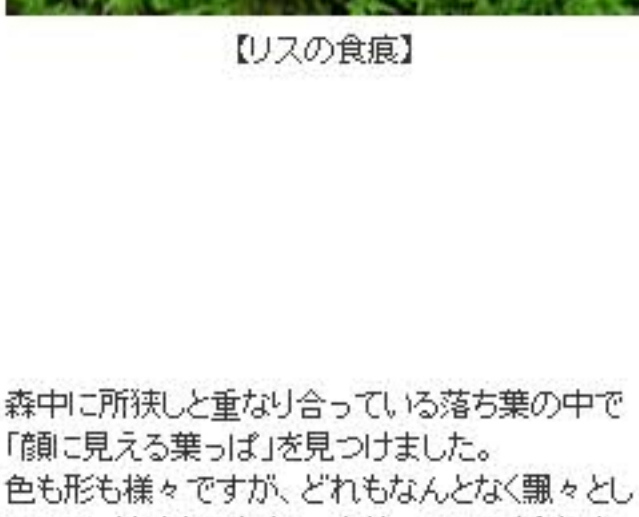 【リスの食痕】
森中に所狭しと重なり合っている落ち葉の中で
「顔に見える葉っぱ」を見つけました。
色も形も様々ですが、どれもなんとなく飄々とし